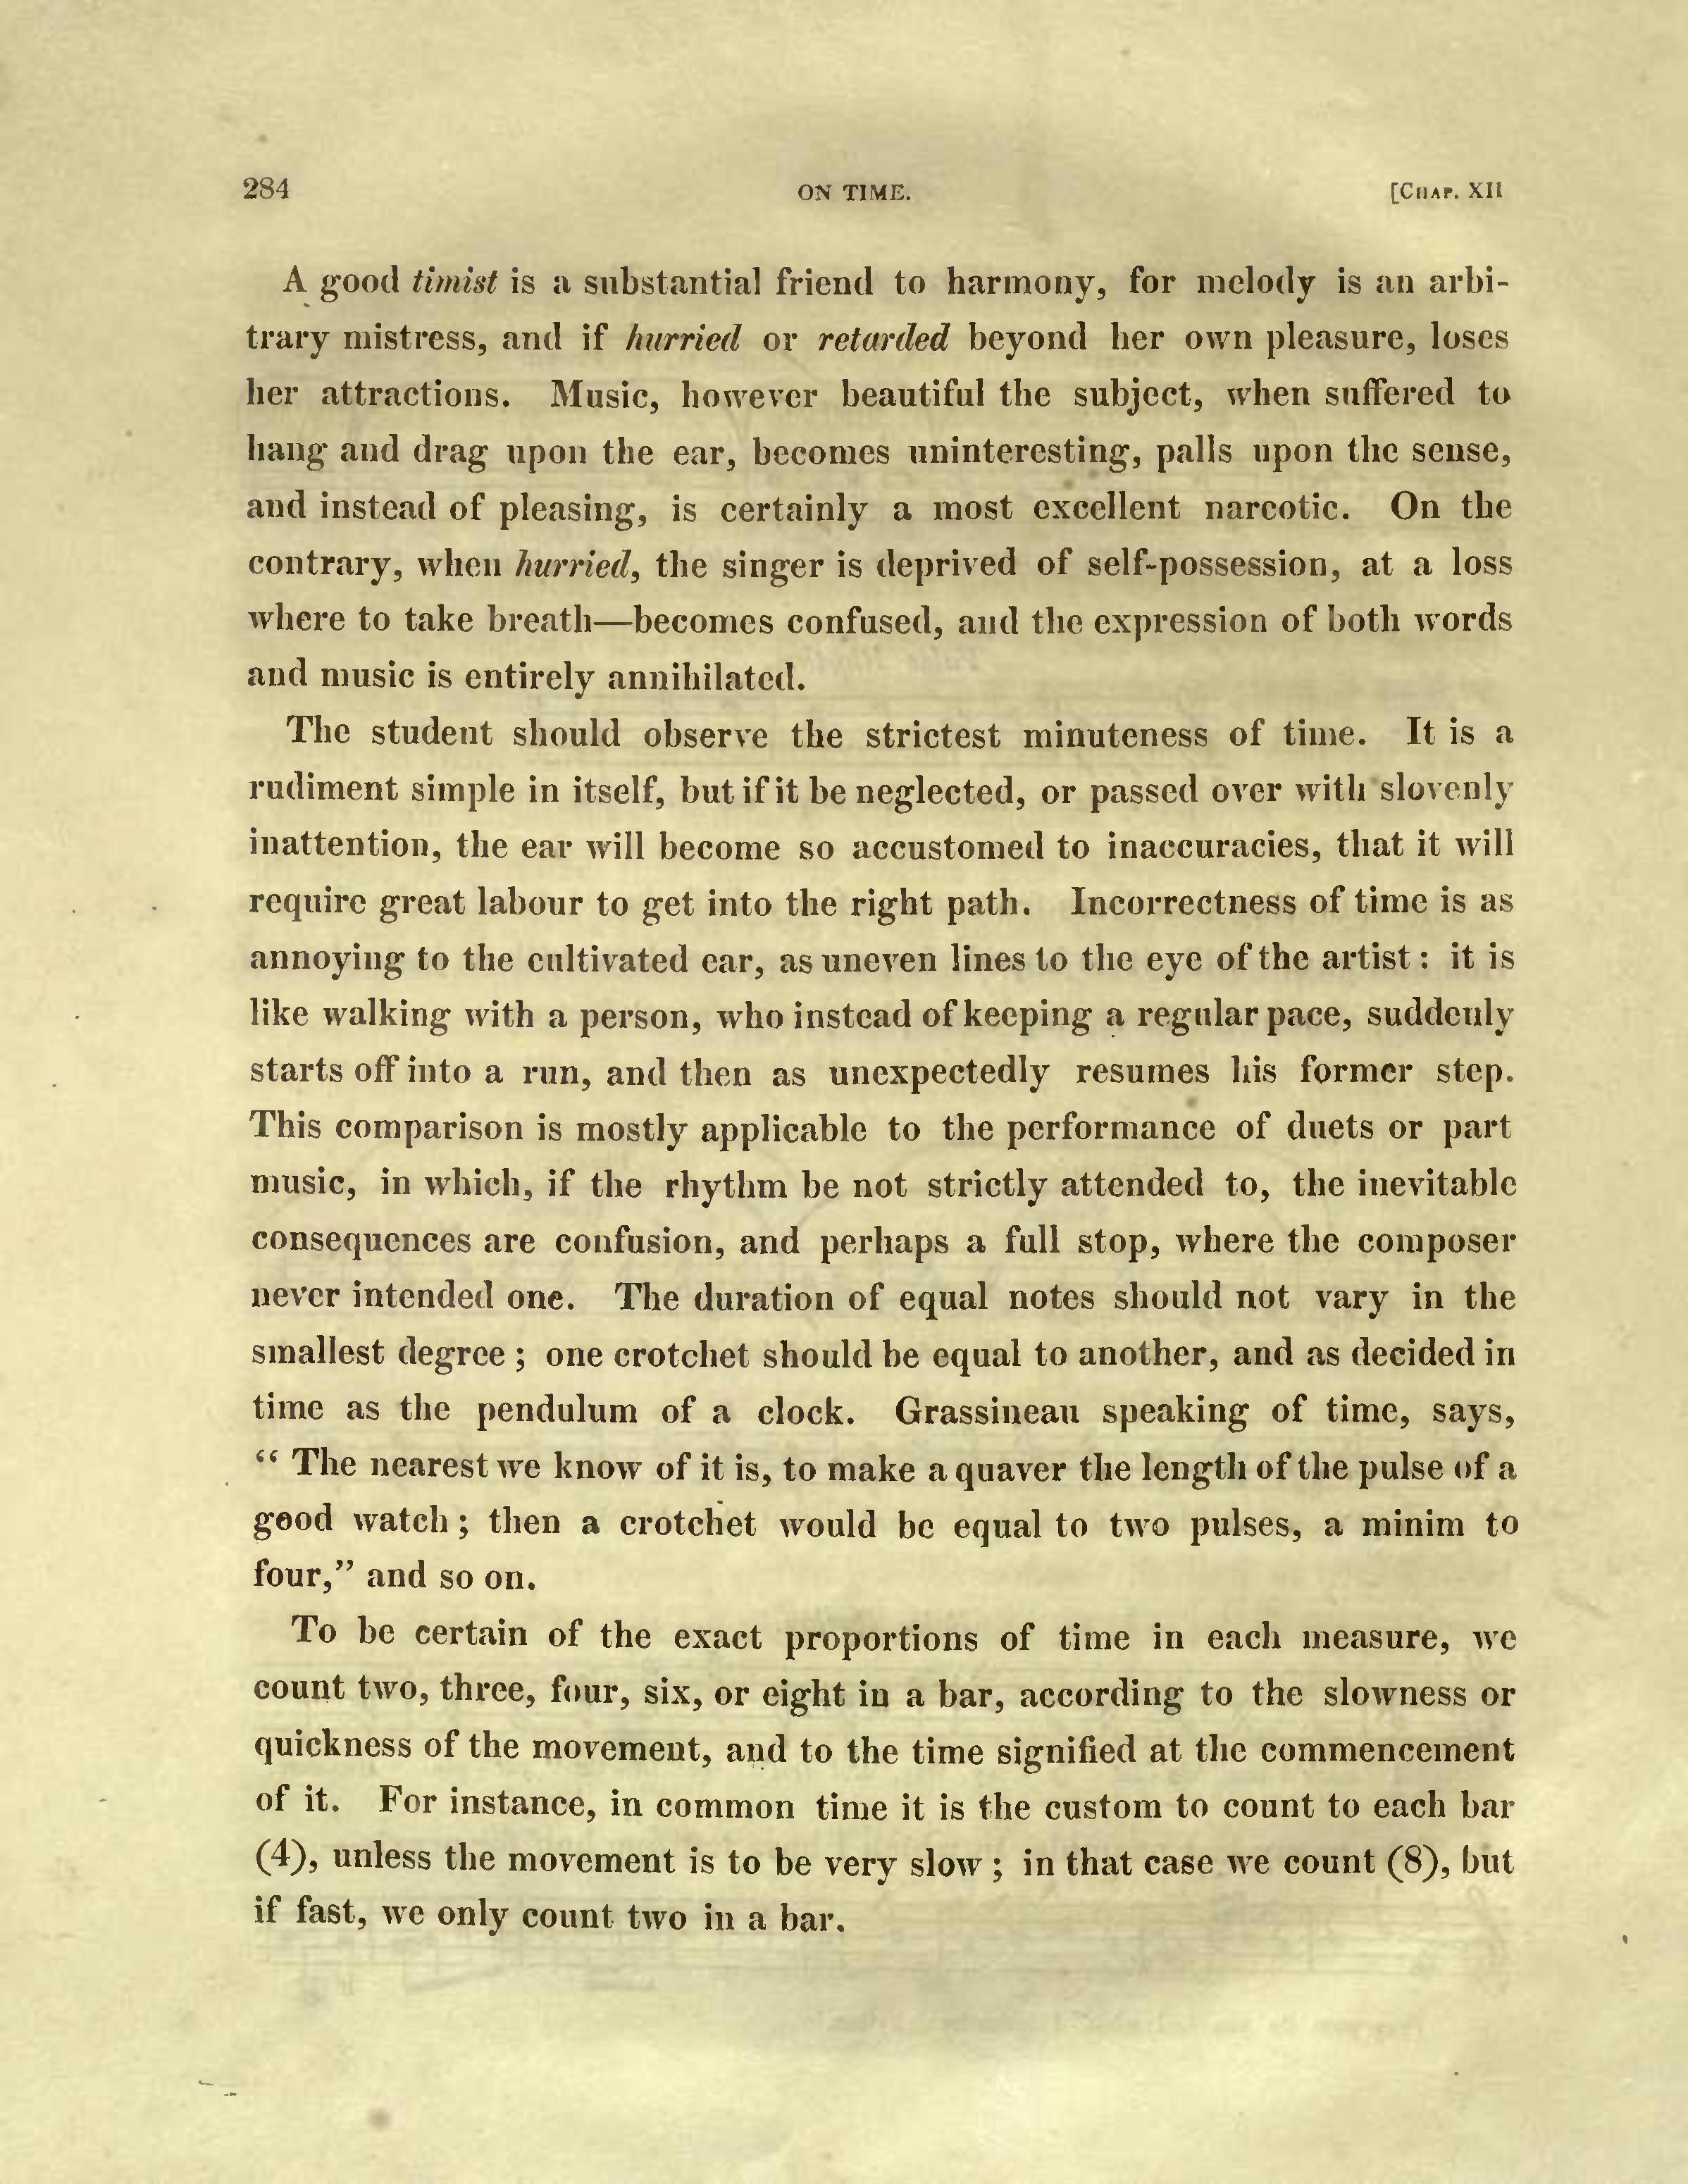 284 ON TIME. [CHAP. XII
A good timist is a substantial friend to harmony, for melody is an arbi-
trary mistress, and if hurried or retarded beyond her own pleasure, loses
her attractions. Music, however beautiful the subject, when suffered to
hang and drag upon the ear, becomes uninteresting, palls upon the sense,
and instead of pleasing, is certainly a most excellent narcotic. On the
contrary, when hurried, the singer is deprived of self-possession, at a loss
where to take breath—becomes confused, and the expression of both words
and music is entirely annihilated.
The student should observe the strictest minuteness of time. It is a
rudiment simple in itself, but if it be neglected, or passed over with slovenly
inattention, the ear will become so accustomed to inaccuracies, that it will
require great labour to get into the right path. Incorrectness of time is as
annoying to the cultivated ear, as uneven lines to the eye of the artist : it is
like walking with a person, who instead of keeping a regular pace, suddenly
starts off into a run, and then as unexpectedly resumes his former step.
This comparison is mostly applicable to the performance of duets or part
music, in which, if the rhythm be not strictly attended to, the inevitable
consequences are confusion, and perhaps a full stop, where the composer
never intended one. The duration of equal notes should not vary in the
smallest degree ; one crotchet should be equal to another, and as decided in
time as the pendulum of a clock. Grassineau speaking of time, says,
“ The nearest we know of it is, to make a quaver the length of the pulse of a
good watch ; then a crotchet would be equal to two pulses, a minim to
four,” and so on.
To be certain of the exact proportions of time in each measure, we
count two, three, four, six, or eight in a bar, according to the slowness or
quickness of the movement, and to the time signified at the commencement
of it. For instance, in common time it is the custom to count to each bar
(4), unless the movement is to be very slow ; in that case we count (8), but
if fast, we only count two in a bar.